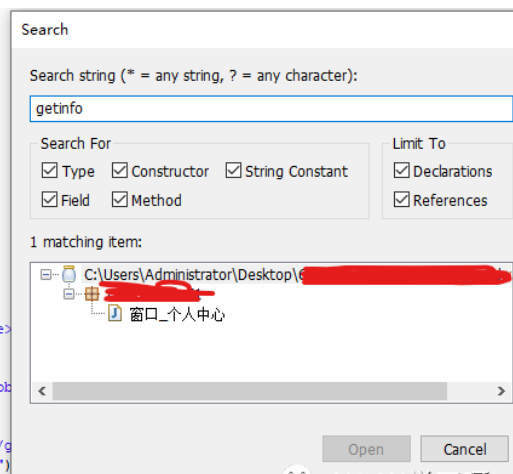 Search
Search string (* = any string, ? = any character):
getinfo
Search For
Limit To
Type Constructor String Constant
Declarations
Field Method
References
1 matching item:
C:\Users\Administrator\Desktop\
窗口_个人中心
Open Cancel